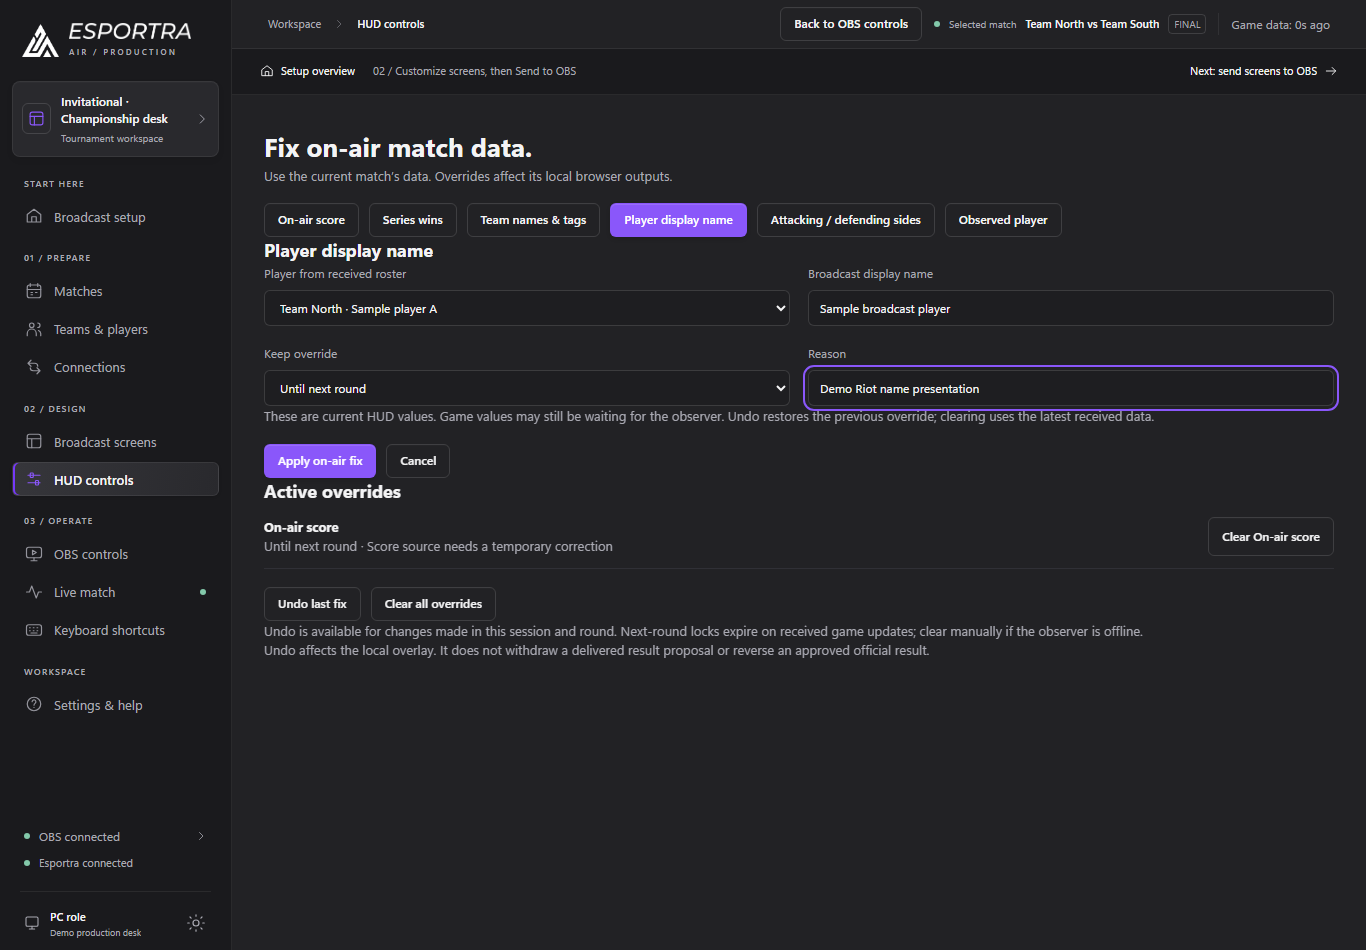 ESPORTRA
AIR / PRODUCTION
Invitational ·
Championship desk
Tournament workspace
START HERE
Broadcast setup
01 / PREPARE
Matches
Teams & players
Connections
02 / DESIGN
Broadcast screens
HUD controls
03 / OPERATE
OBS controls
Live match
Keyboard shortcuts
WORKSPACE
Settings & help
OBS connected
Esportra connected
PC role
Demo production desk
Workspace
HUD controls
Back to OBS controls
Selected match
Team North vs Team South
FINAL
Game data: 0s ago
Setup overview
02 / Customize screens, then Send to OBS
Next: send screens to OBS
Fix on-air match data.
Use the current match's data. Overrides affect its local browser outputs.
On-air score
Series wins
Team names & tags
Player display name
Attacking / defending sides
Observed player
Player display name
Player from received roster
Broadcast display name
Team North · Sample player A
Sample broadcast player
Keep override
Reason
Until next round
Demo Riot name presentation
These are current HUD values. Game values may still be waiting for the observer. Undo restores the previous override; clearing uses the latest received data.
Apply on-air fix
Cancel
Active overrides
On-air score
Until next round · Score source needs a temporary correction
Clear On-air score
Undo last fix
Clear all overrides
Undo is available for changes made in this session and round. Next-round locks expire on received game updates; clear manually if the observer is offline.
Undo affects the local overlay. It does not withdraw a delivered result proposal or reverse an approved official result.